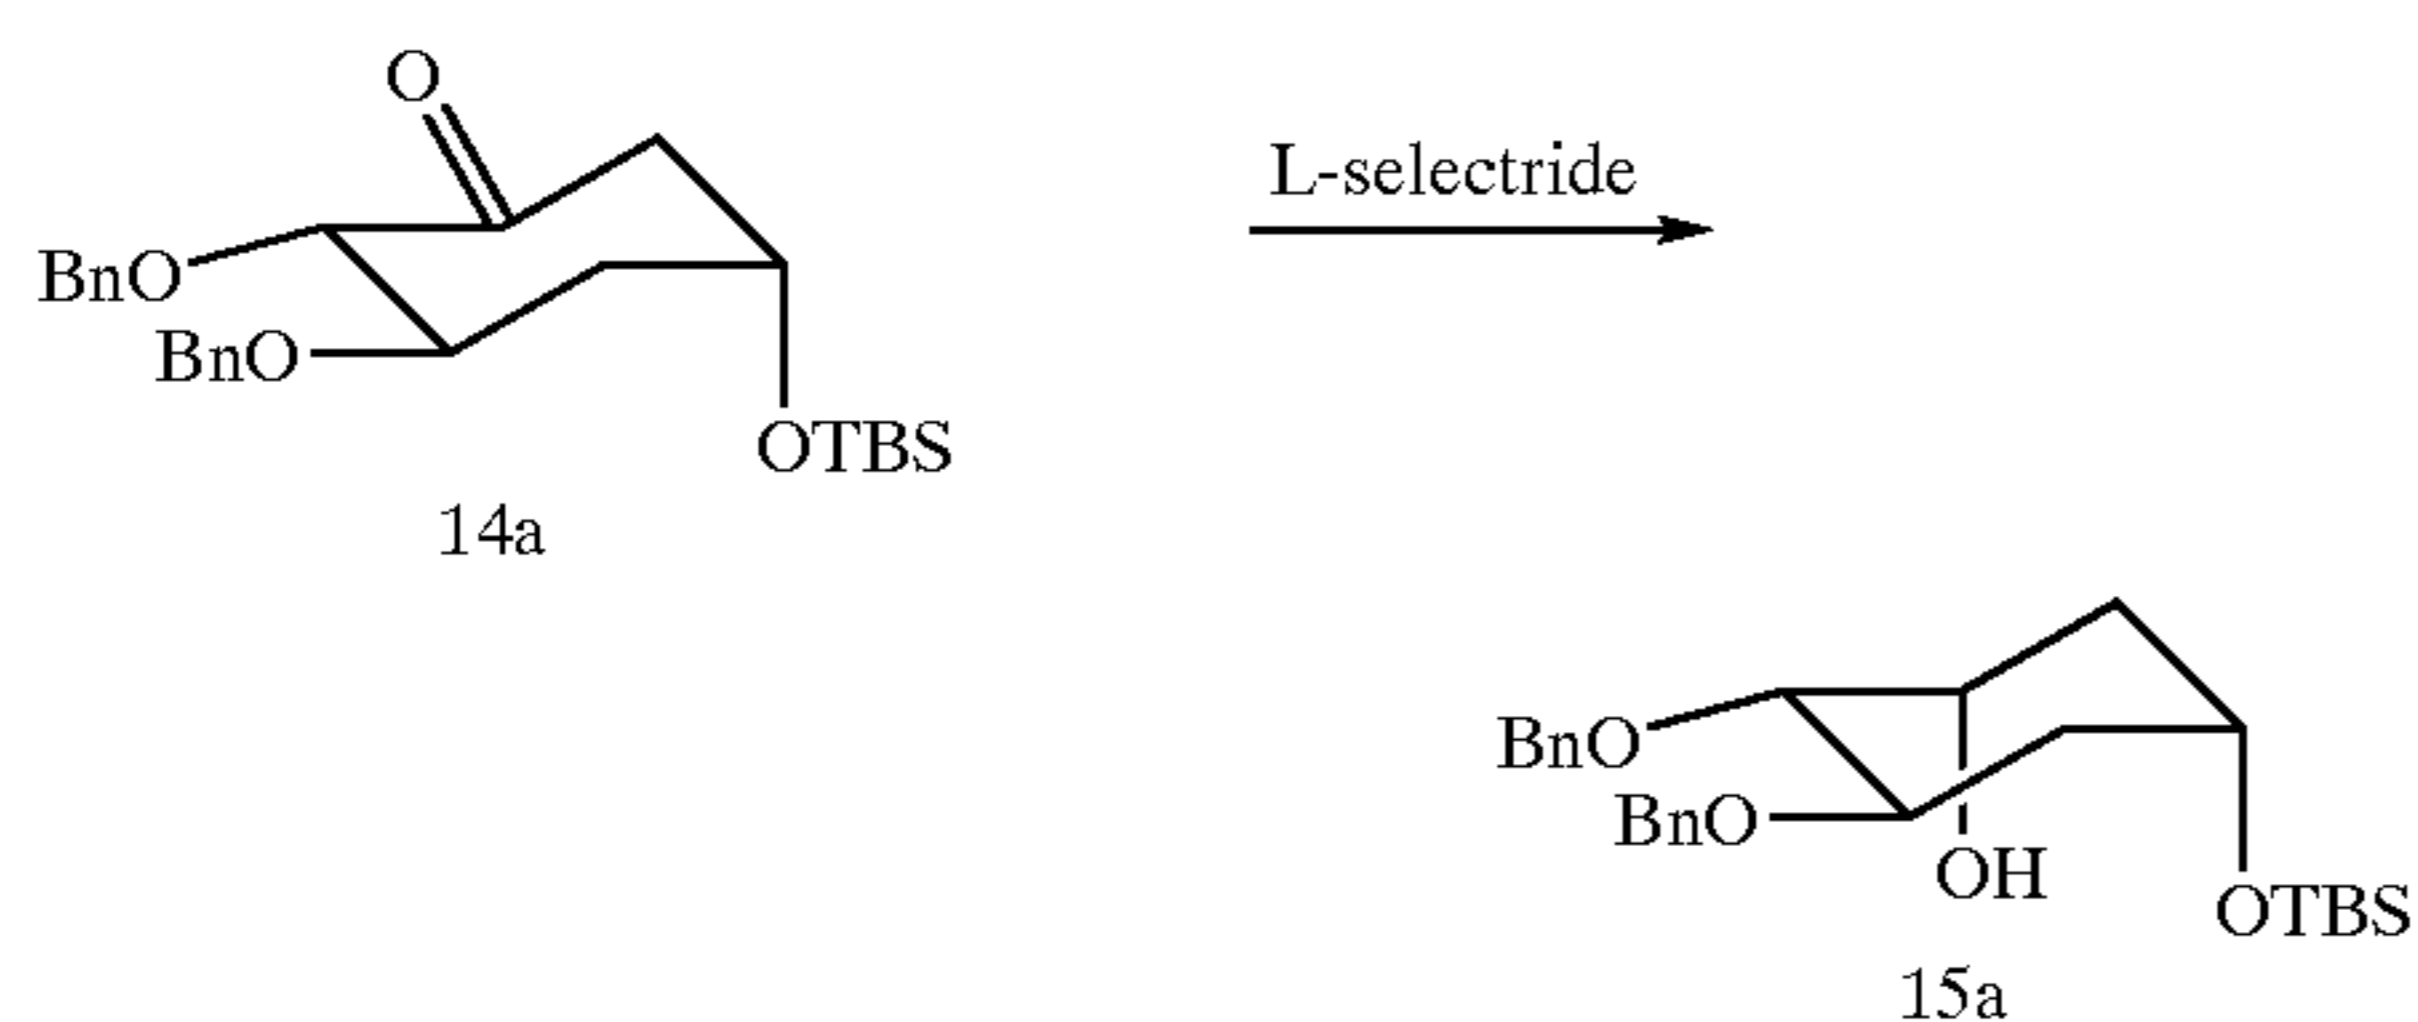 O
L-selectride
BnO
BnO
OTBS
14a
BnO
BnO
OH
OTBS
15a